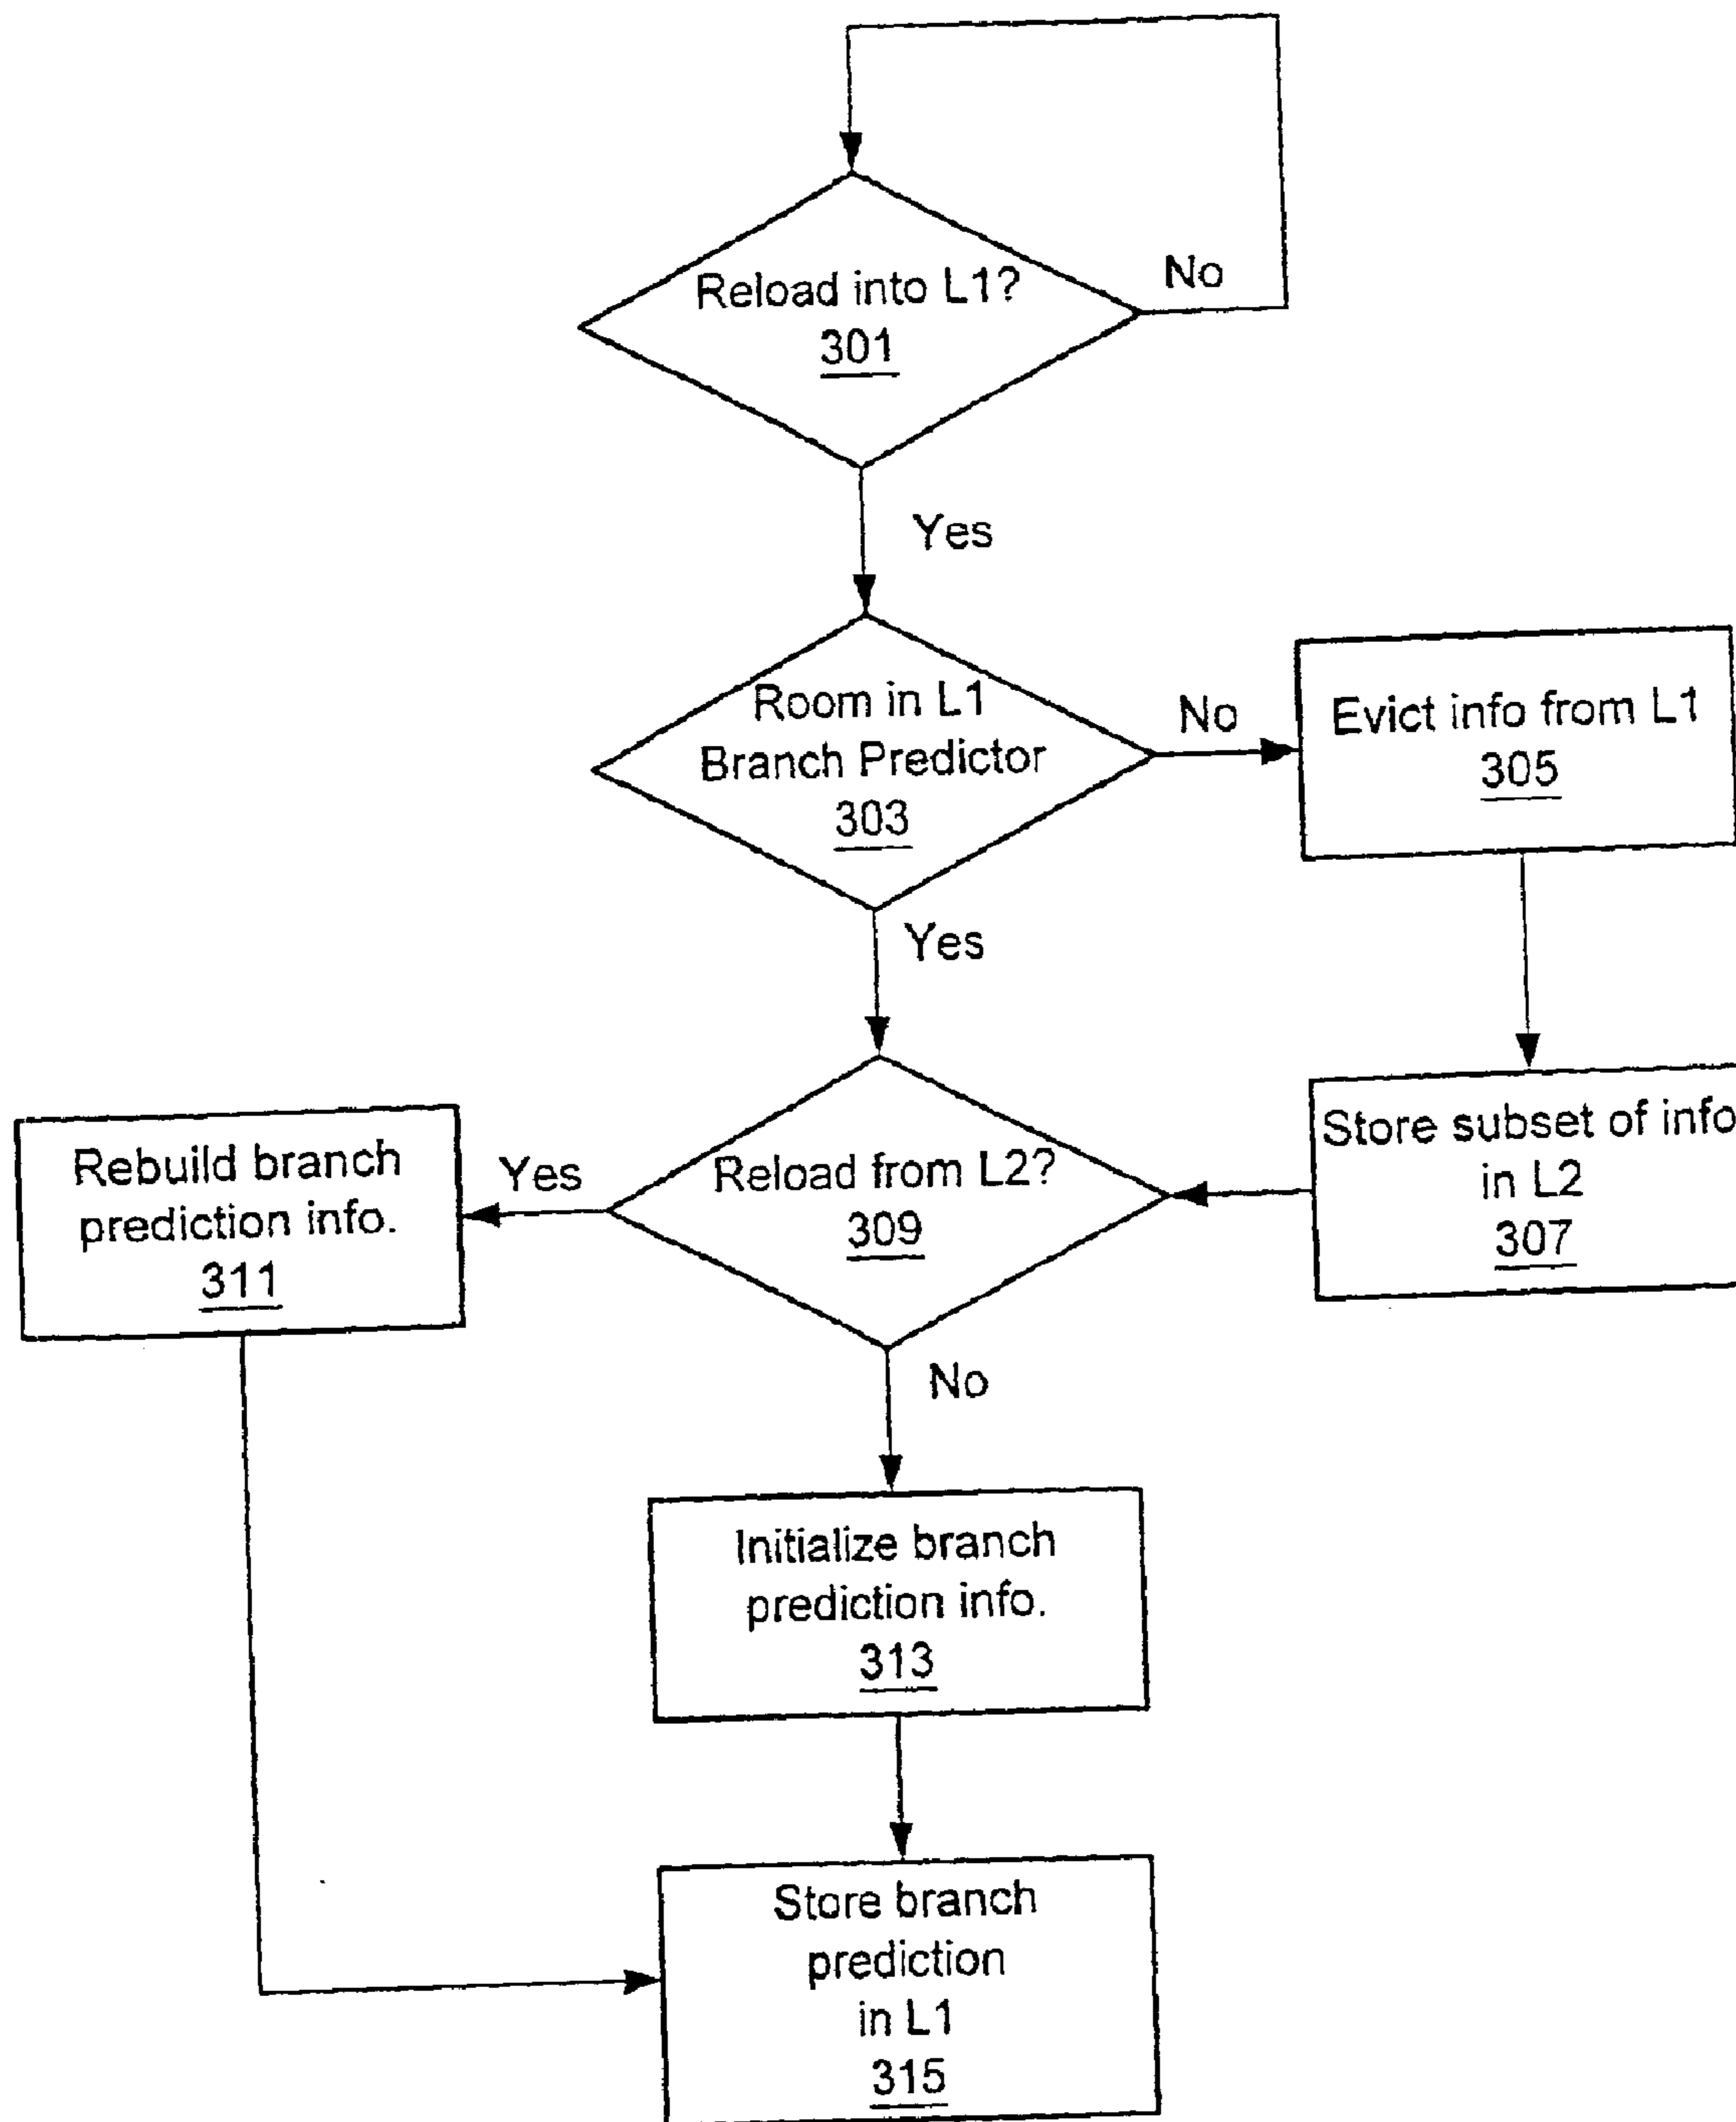 Reload into L1?
301
No
Yes
Room in L1
Branch Predictor
303
No
Evict info from L1
305
Yes
Store subset of info
in L2
307
Reload from L2?
309
Yes
Rebuild branch
prediction info.
311
No
Initialize branch
prediction info.
313
Store branch
prediction
in L1
315